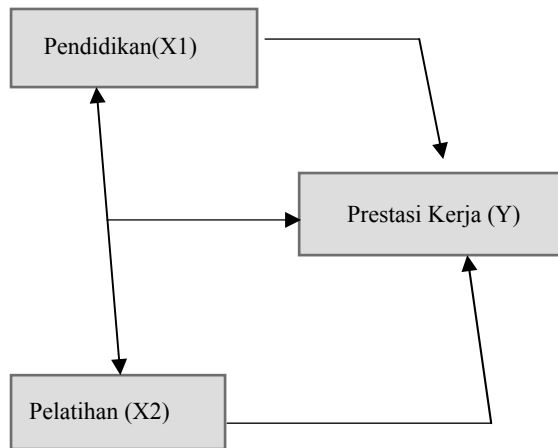 Pendidikan(X1)
Prestasi Kerja (Y)
Pelatihan (X2)